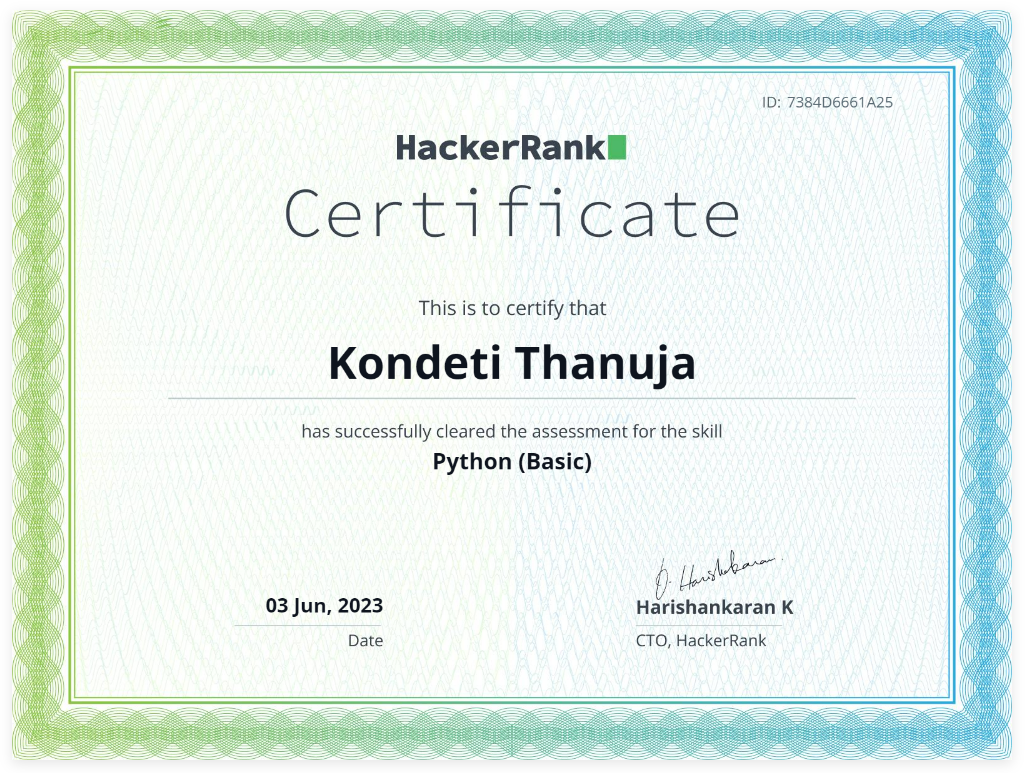 ID: 7384D6661A25
HackerRank
Certificate
This is to certify that
Kondeti Thanuja
has successfully cleared the assessment for the skill
Python (Basic)
03 Jun, 2023
Date
Harishankaran K
CTO, HackerRank